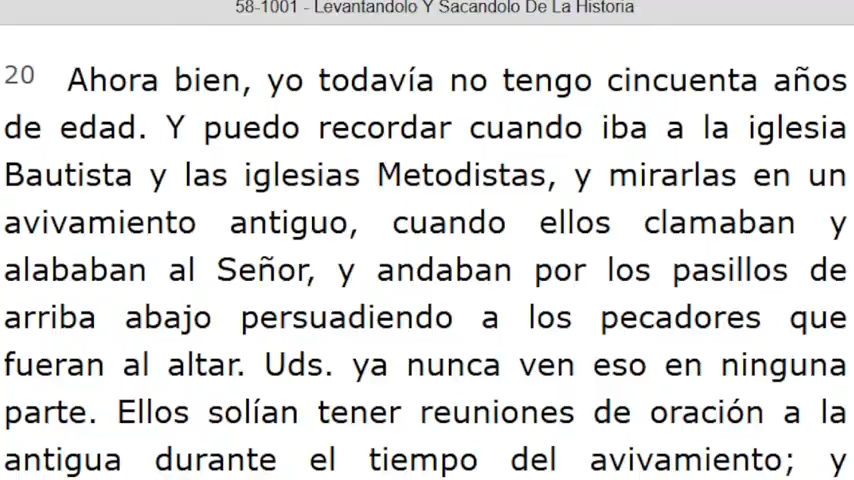 58-1001 - Levantandolo Y Sacandolo De La Historia
20 Ahora bien, yo todavía no tengo cincuenta años
de edad. Y puedo recordar cuando iba a la iglesia
Bautista y las iglesias Metodistas, y mirarlas en un
avivamiento antiguo, cuando ellos clamaban y
alababan al Señor, y andaban por los pasillos de
arriba abajo persuadiendo a los pecadores que
fueran al altar. Uds. ya nunca ven eso en ninguna
parte. Ellos solían tener reuniones de oración a la
antigua durante el tiempo del avivamiento; y